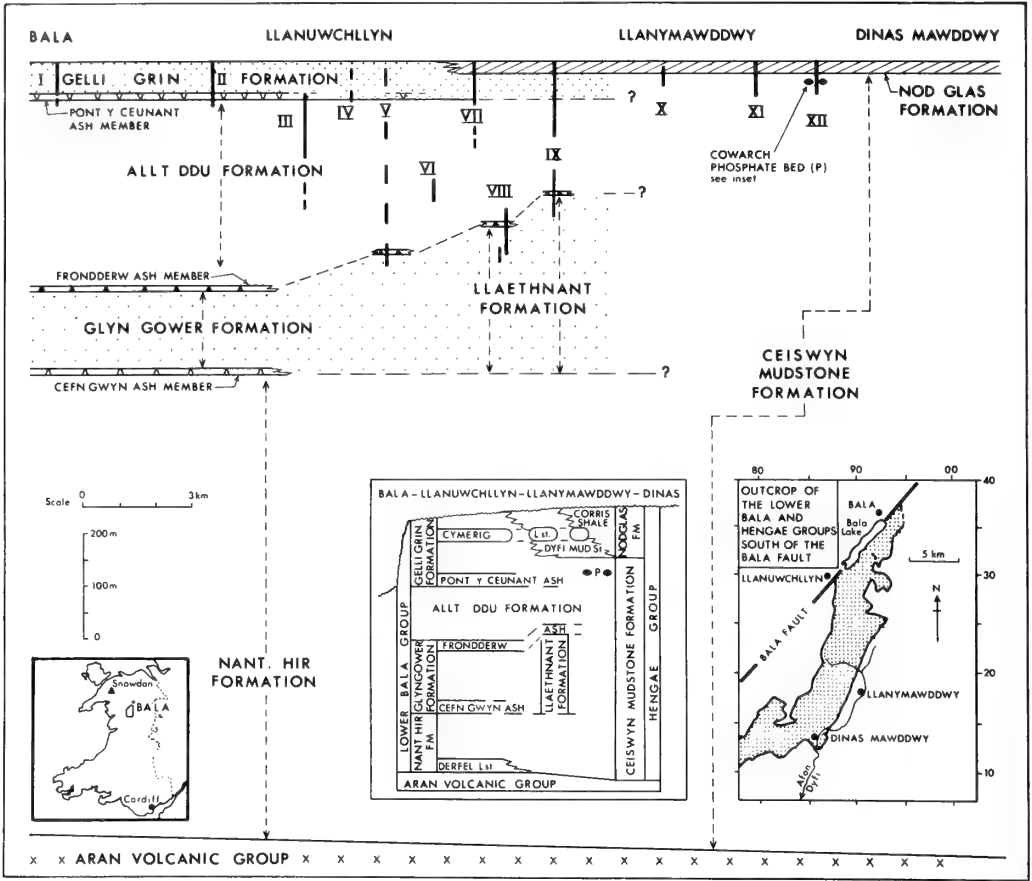 BALA LLANUWCHLLYN LLANYMAWDDWY DINAS MAWDDWY
I GELLI GRIN II FORMATION
PONT Y CEUNANT
ASH MEMBER
III
IV
V
VI
VII
VIII
IX
X
XI
XII
?
NOD GLAS
FORMATION
COWARCH
PHOSPHATE BED (P)
see inset
ALLT DDU FORMATION
?
FRONDDERW ASH MEMBER
LLAETHNANT
FORMATION
GLYN GOWER FORMATION
CEFN GWYN ASH MEMBER
?
CEISWYN
MUDSTONE
FORMATION
Scale 0 3km
200m
100m
0
NANT. HIR
FORMATION
Snowdon
BALA
Cardiff
BALA–LLANUWCHLLYN–LLANYMAWDDWY–DINAS
LOWER BALA GROUP
GELLI GRIN
FORMATION
GLYNGOWER
FORMATION
NANT HIR
FM
CYMERIG
Lst.
CORRIS
SHALE
DYFI MUDSt
NODGLAS
FM
PONT Y CEUNANT ASH
P
ALLT DDU FORMATION
ASH
FRONDDERW
LLAETHNANT
FORMATION
CEFN GWYN ASH
DERFEL Lst
CEISWYN MUDSTONE FORMATION
HENGAE GROUP
ARAN VOLCANIC GROUP
80 90 00
40
30
20
10
OUTCROP OF
THE LOWER
BALA AND
HENGAE GROUPS
SOUTH OF THE
BALA FAULT
BALA
Bala
Lake
5 km
N
LLANUWCHLLYN
BALA FAULT
LLANYMAWDDWY
DINAS MAWDDWY
Afon
Dyfi
x x ARAN VOLCANIC GROUP x x x x x x x x x x x x x x x x x